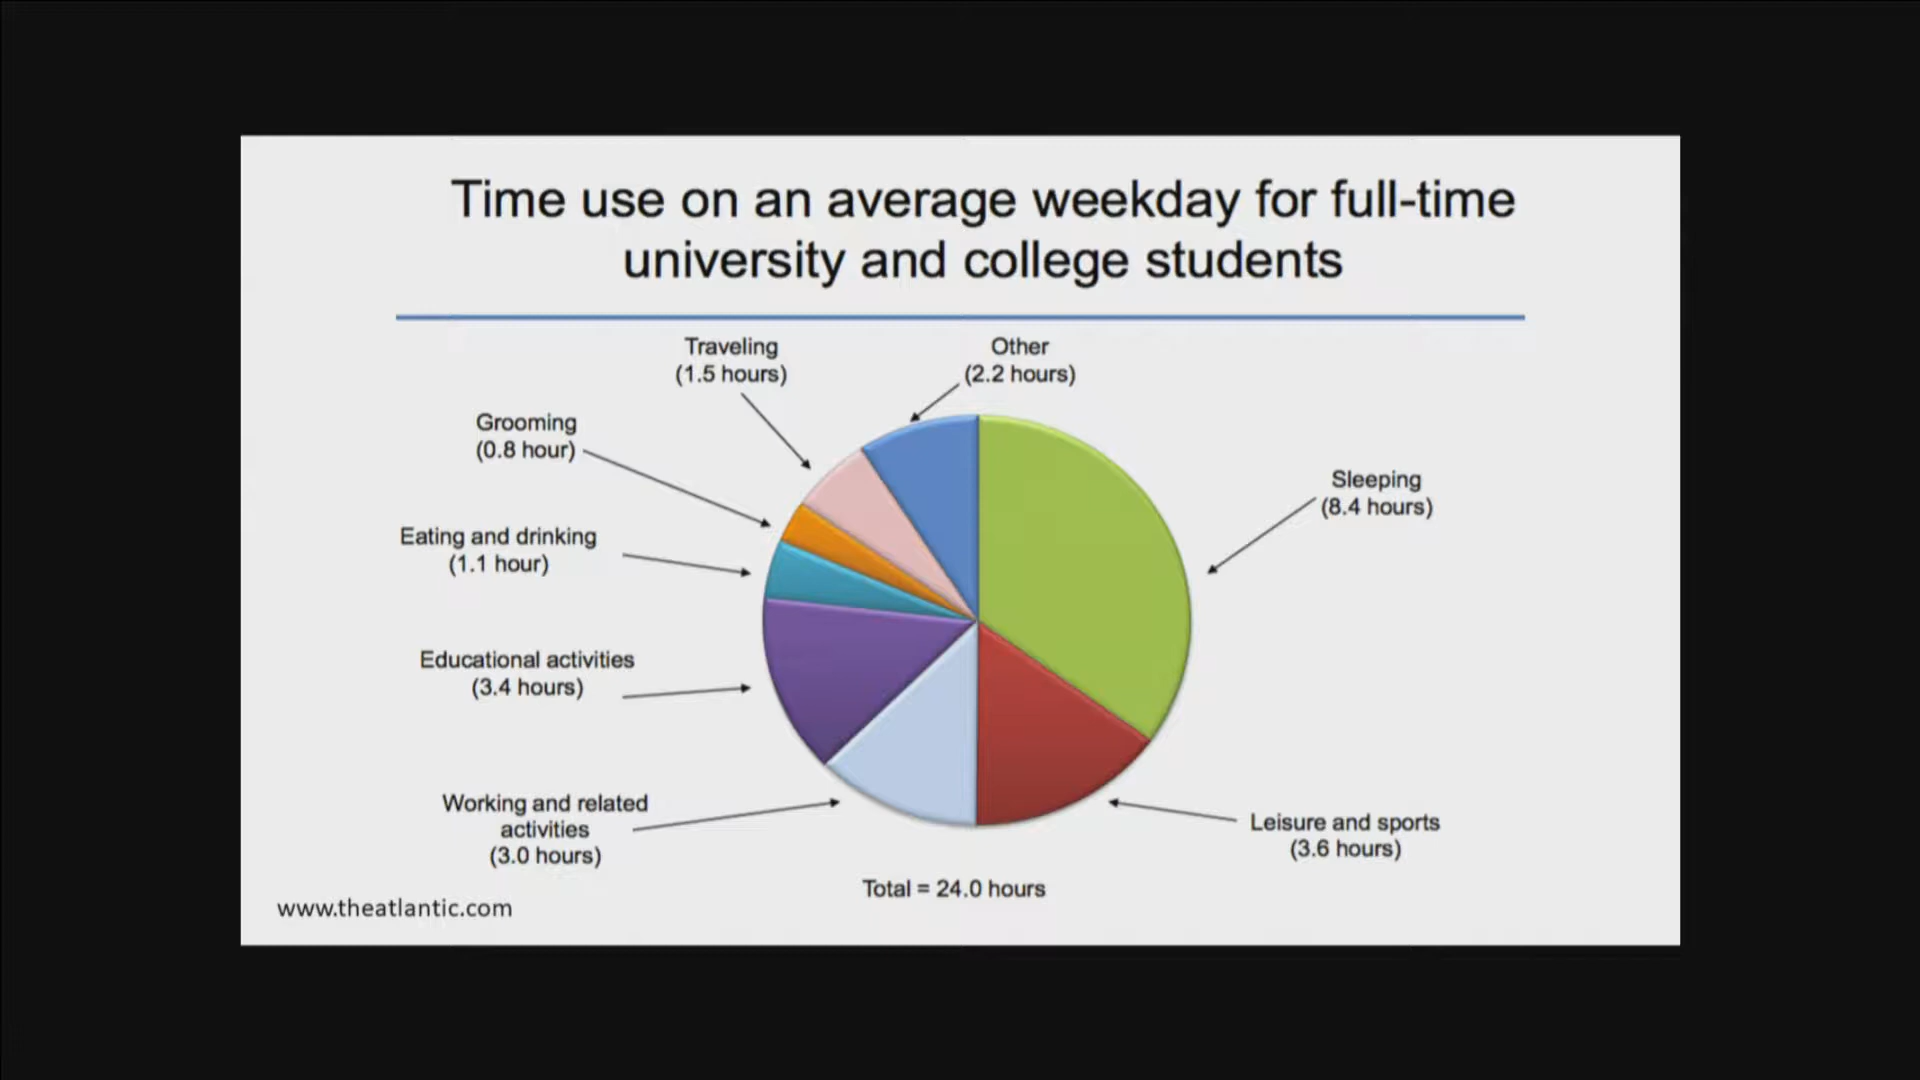 Time use on an average weekday for full-time
university and college students
Traveling
(1.5 hours)
Other
(2.2 hours)
Grooming
(0.8 hour)
Sleeping
(8.4 hours)
Eating and drinking
(1.1 hour)
Educational activities
(3.4 hours)
Working and related
activities
(3.0 hours)
Leisure and sports
(3.6 hours)
Total = 24.0 hours
www.theatlantic.com